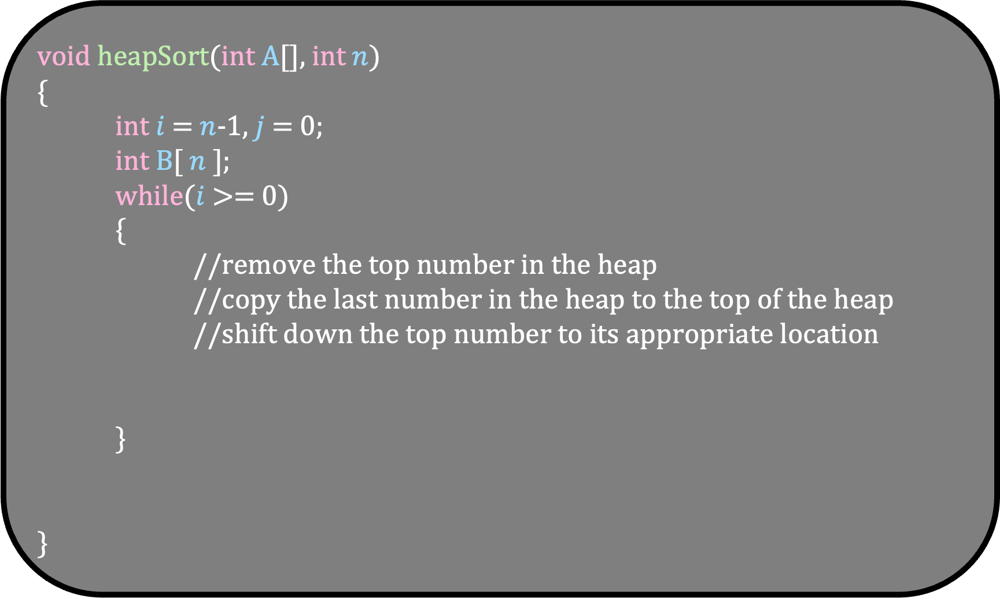 void heapSort(int A[], int n)
{
int i = n-1, j = 0;
int B[ n ];
while(i >= 0)
{
//remove the top number in the heap
//copy the last number in the heap to the top of the heap
//shift down the top number to its appropriate location
}
}